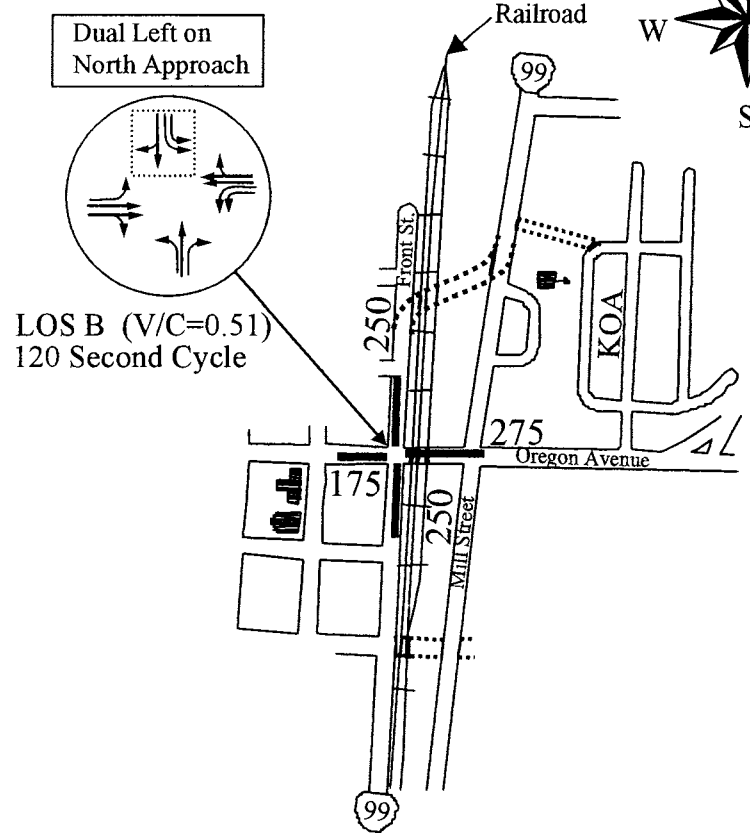 Railroad
W
S
Dual Left on
North Approach
99
Front St.
250
KOA
LOS B (V/C=0.51)
120 Second Cycle
275
Oregon Avenue
175
250
Mill Street
99